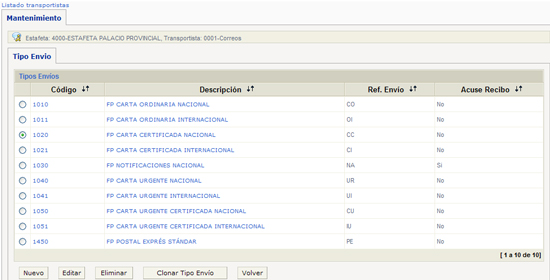 Listado transportistas
Mantenimiento
Estafeta: 4000-ESTAFETA PALACIO PROVINCIAL, Transportista: 0001-Correos
Tipo Envío
Tipos Envíos
Código Descripción Ref. Envío Acuse Recibo
1010 FP CARTA ORDINARIA NACIONAL CO No
1011 FP CARTA ORDINARIA INTERNACIONAL OI No
1020 FP CARTA CERTIFICADA NACIONAL CC No
1021 FP CARTA CERTIFICADA INTERNACIONAL CI No
1030 FP NOTIFICACIONES NACIONAL NA Si
1040 FP CARTA URGENTE NACIONAL UR No
1041 FP CARTA URGENTE INTERNACIONAL UI No
1050 FP CARTA URGENTE CERTIFICADA NACIONAL CU No
1051 FP CARTA URGENTE CERTIFICADA INTERNACIONAL IU No
1450 FP POSTAL EXPRÉS STÁNDAR PE No
[ 1 a 10 de 10]
Nuevo Editar Eliminar Clonar Tipo Envío Volver